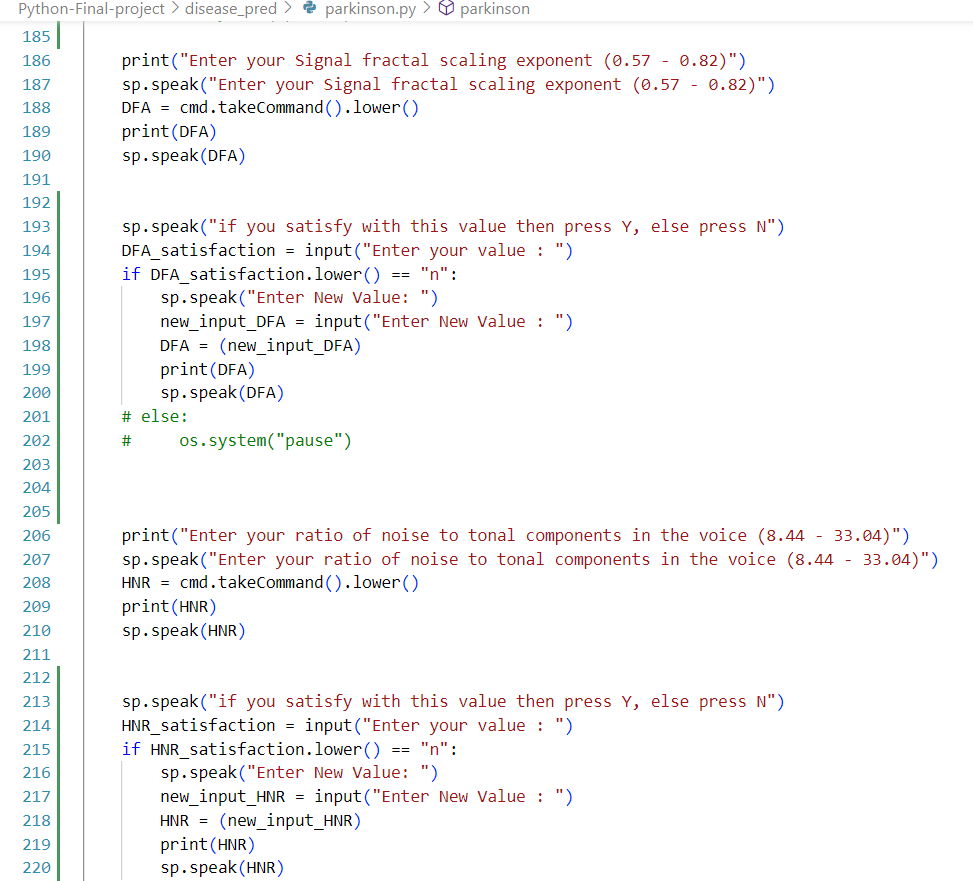 Python-Final-project > disease_pred > parkinson.py > parkinson
185
186 print("Enter your Signal fractal scaling exponent (0.57 - 0.82)")
187 sp.speak("Enter your Signal fractal scaling exponent (0.57 - 0.82)")
188 DFA = cmd.takeCommand().lower()
189 print(DFA)
190 sp.speak(DFA)
191
192
193 sp.speak("if you satisfy with this value then press Y, else press N")
194 DFA_satisfaction = input("Enter your value : ")
195 if DFA_satisfaction.lower() == "n":
196     sp.speak("Enter New Value: ")
197     new_input_DFA = input("Enter New Value : ")
198     DFA = (new_input_DFA)
199     print(DFA)
200     sp.speak(DFA)
201 # else:
202 #     os.system("pause")
203
204
205
206 print("Enter your ratio of noise to tonal components in the voice (8.44 - 33.04)")
207 sp.speak("Enter your ratio of noise to tonal components in the voice (8.44 - 33.04)")
208 HNR = cmd.takeCommand().lower()
209 print(HNR)
210 sp.speak(HNR)
211
212
213 sp.speak("if you satisfy with this value then press Y, else press N")
214 HNR_satisfaction = input("Enter your value : ")
215 if HNR_satisfaction.lower() == "n":
216     sp.speak("Enter New Value: ")
217     new_input_HNR = input("Enter New Value : ")
218     HNR = (new_input_HNR)
219     print(HNR)
220     sp.speak(HNR)